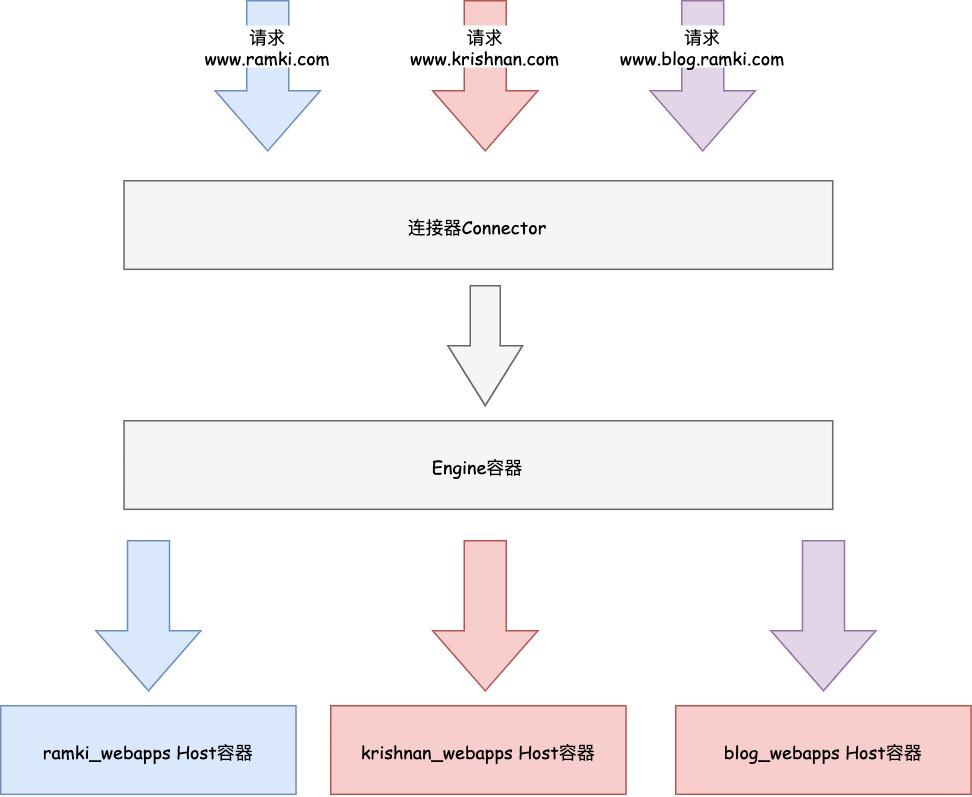 请求
www.ramki.com
请求
www.krishnan.com
请求
www.blog.ramki.com
连接器Connector
Engine容器
ramki_webapps Host容器
krishnan_webapps Host容器
blog_webapps Host容器